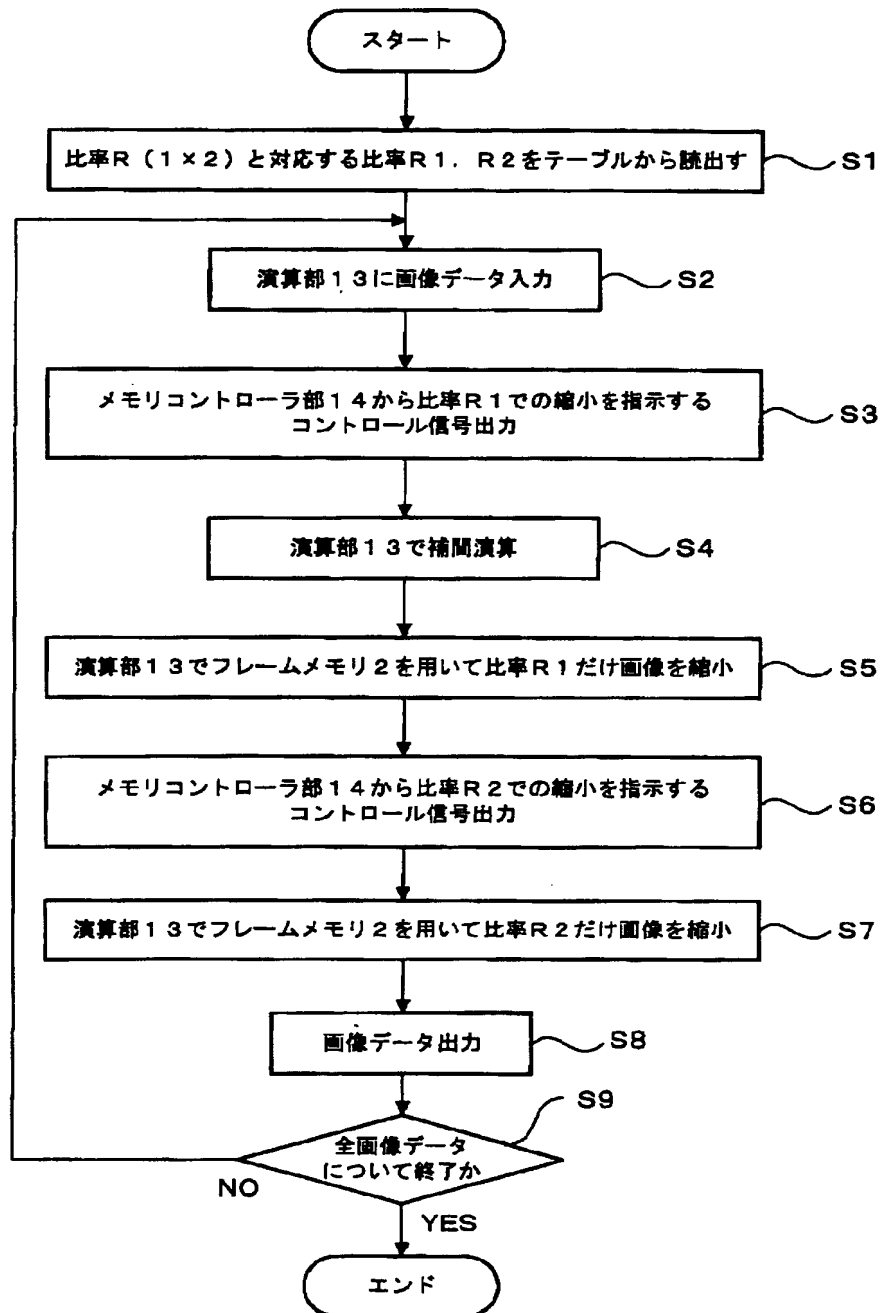 スタート
比率R（1×2）と対応する比率R1．R2をテーブルから読出す
S1
演算部13に画像データ入力
S2
メモリコントローラ部14から比率R1での縮小を指示する
コントロール信号出力
S3
演算部13で補間演算
S4
演算部13でフレームメモリ2を用いて比率R1だけ画像を縮小
S5
メモリコントローラ部14から比率R2での縮小を指示する
コントロール信号出力
S6
演算部13でフレームメモリ2を用いて比率R2だけ画像を縮小
S7
画像データ出力
S8
S9
全画像データ
について終了か
NO
YES
エンド